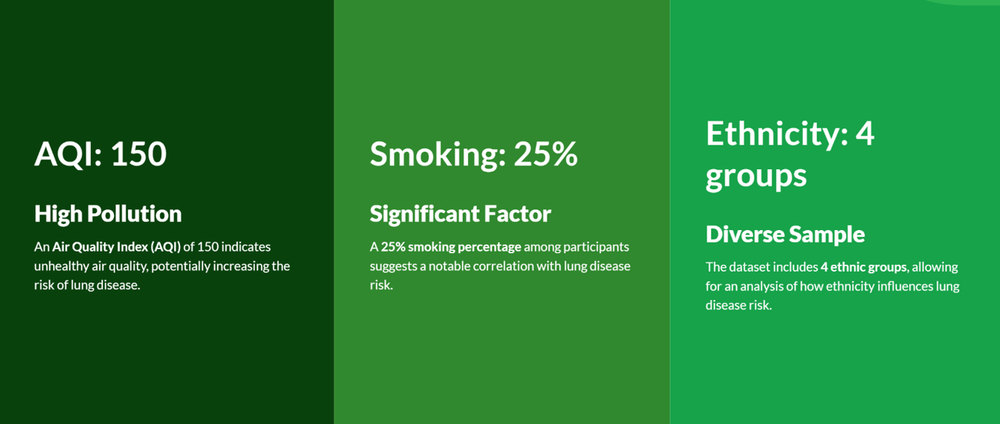 AQI: 150
High Pollution
An Air Quality Index (AQI) of 150 indicates
unhealthy air quality, potentially increasing the
risk of lung disease.
Smoking: 25%
Significant Factor
A 25% smoking percentage among participants
suggests a notable correlation with lung disease
risk.
Ethnicity: 4
groups
Diverse Sample
The dataset includes 4 ethnic groups, allowing
for an analysis of how ethnicity influences lung
disease risk.